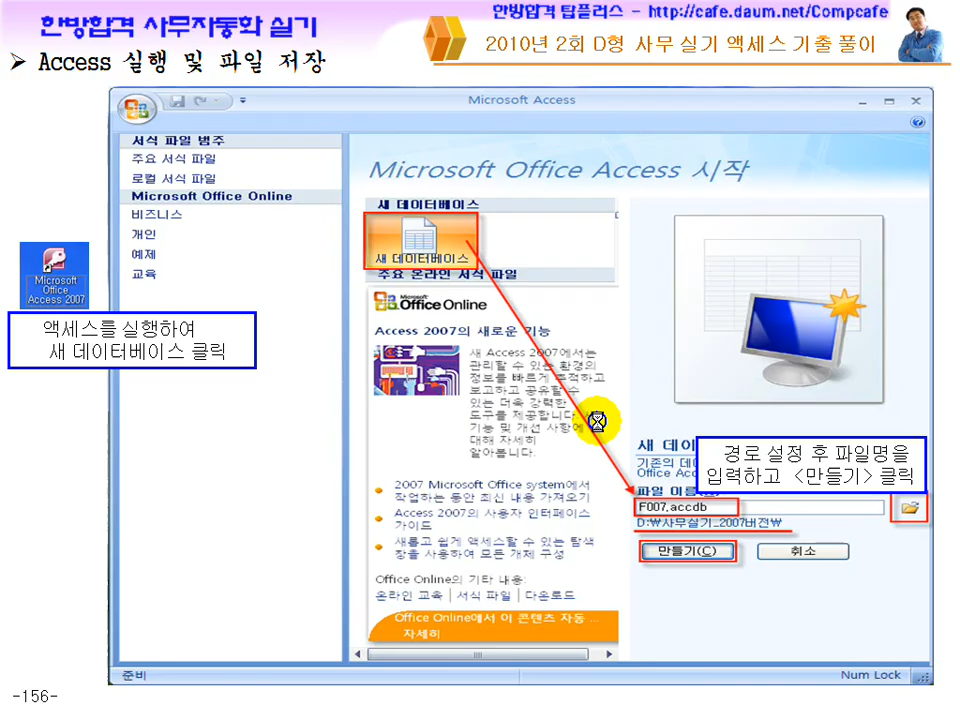 한방합격 사무자동화 실기
한방합격 탑플러스 - http://cafe.daum.net/Compcafe
2010년 2회 D형 사무 실기 액세스 기출 풀이
➢ Access 실행 및 파일 저장
Microsoft Access
서식 파일 범주
주요 서식 파일
로컬 서식 파일
Microsoft Office Online
비즈니스
개인
예제
교육
Microsoft
Office
Access 2007
액세스를 실행하여
새 데이터베이스 클릭
Microsoft Office Access 시작
새 데이터베이스
새 데이터베이스
주요 온라인 서식 파일
Microsoft
Office Online
Access 2007의 새로운 기능
새 Access 2007에서는
관리할 수 있는 환경의
정보를 빠르게 추적하고
보고하고 공유할 수
있는 더욱 강력한
도구를 제공합니다.
기능 및 개선 사항에
대해 자세히
알아봅니다.
2007 Microsoft Office system에서
작업하는 동안 최신 내용 가져오기
Access 2007의 사용자 인터페이스
가이드
새롭고 쉽게 액세스할 수 있는 탐색
창을 사용하여 모든 개체 구성
Office Online의 기타 내용:
온라인 교육 | 서식 파일 | 다운로드
Office Online에서 이 콘텐츠 자동 ...
자세히
새 데이
기존의 데
Office Acc
경로 설정 후 파일명을
입력하고 <만들기> 클릭
파일 이름(N)
F007.accdb
D:₩사무실기_2007버전₩
만들기(C)
취소
준비
Num Lock
-156-